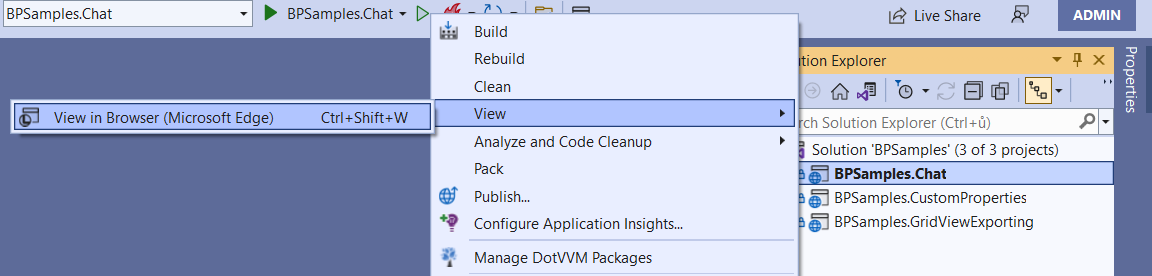 BPSamples.Chat BPSamples.Chat Live Share ADMIN
Build
Rebuild
Clean
View
View in Browser (Microsoft Edge) Ctrl+Shift+W
Analyze and Code Cleanup
Pack
Publish...
Configure Application Insights...
Manage DotVVM Packages
ution Explorer
rch Solution Explorer (Ctrl+ů)
Solution 'BPSamples' (3 of 3 projects)
BPSamples.Chat
BPSamples.CustomProperties
BPSamples.GridViewExporting
Properties